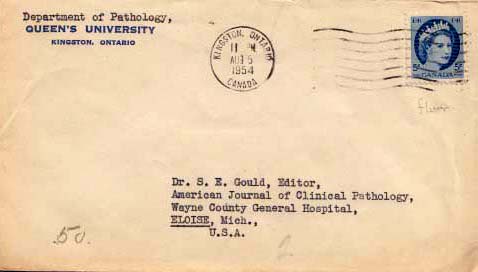 Department of Pathology,
QUEEN'S UNIVERSITY
KINGSTON, ONTARIO
KINGSTON, ONTARIO
11 PM
AUG 5
1954
CANADA
CANADA
Dr. S. E. Gould, Editor,
American Journal of Clinical Pathology,
Wayne County General Hospital,
ELOISE, Mich.,
U.S.A.
50.
2